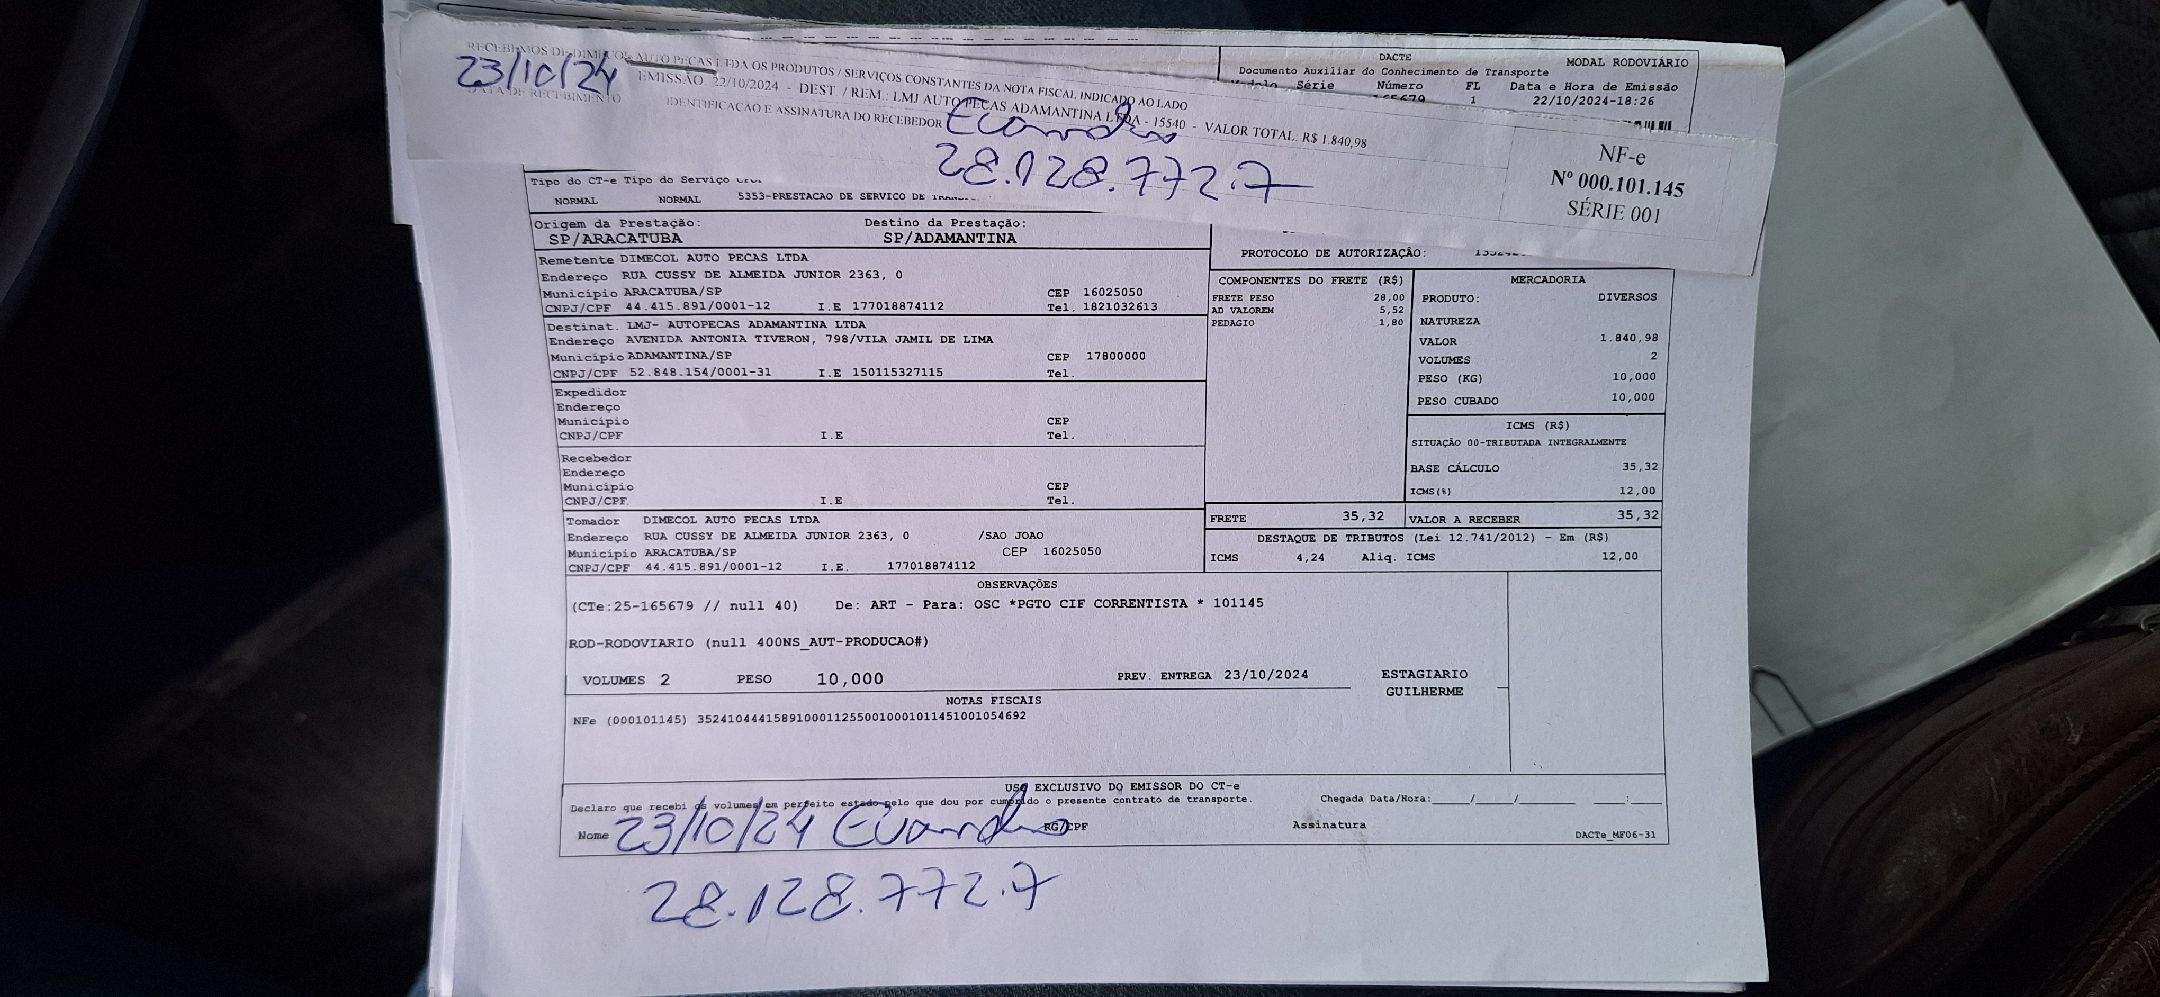 RECEBEMOS DE DIMECOL AUTO PECAS LTDA OS PRODUTOS / SERVIÇOS CONSTANTES DA NOTA FISCAL INDICADO AO LADO
23/10/24
EMISSÃO 22/10/2024 - DEST. / REM.: LMJ AUTO PECAS ADAMANTINA LTDA - 15540 - VALOR TOTAL: R$ 1.840,98
DATA DE RECEBIMENTO
IDENTIFICACAO E ASSINATURA DO RECEBEDOR
Evandro
28.128.772.7
NF-e
Nº 000.101.145
SÉRIE 001
DACTE
MODAL RODOVIÁRIO
Documento Auxiliar do Conhecimento de Transporte
Modelo Série Número FL Data e Hora de Emissão
165679 1 22/10/2024-18:26
Tipo do CT-e Tipo do Serviço
NORMAL NORMAL 5353-PRESTACAO DE SERVICO DE
Origem da Prestação: Destino da Prestação:
SP/ARACATUBA SP/ADAMANTINA
PROTOCOLO DE AUTORIZAÇÃO:
Remetente DIMECOL AUTO PECAS LTDA
Endereço RUA CUSSY DE ALMEIDA JUNIOR 2363, 0
Município ARACATUBA/SP CEP 16025050
CNPJ/CPF 44.415.891/0001-12 I.E 177018874112 Tel. 1821032613
Destinat. LMJ- AUTOPECAS ADAMANTINA LTDA
Endereço AVENIDA ANTONIA TIVERON, 798/VILA JAMIL DE LIMA
Município ADAMANTINA/SP CEP 17800000
CNPJ/CPF 52.848.154/0001-31 I.E 150115327115 Tel.
Expedidor
Endereço
Município CEP
CNPJ/CPF I.E Tel.
Recebedor
Endereço
Município CEP
CNPJ/CPF I.E Tel.
Tomador DIMECOL AUTO PECAS LTDA
Endereço RUA CUSSY DE ALMEIDA JUNIOR 2363, 0 /SAO JOAO
Município ARACATUBA/SP CEP 16025050
CNPJ/CPF 44.415.891/0001-12 I.E. 177018874112
COMPONENTES DO FRETE (R$)
FRETE PESO 28,00
AD VALOREM 5,52
PEDAGIO 1,80
MERCADORIA
PRODUTO: DIVERSOS
NATUREZA
VALOR 1.840,98
VOLUMES 2
PESO (KG) 10,000
PESO CUBADO 10,000
ICMS (R$)
SITUAÇÃO 00-TRIBUTADA INTEGRALMENTE
BASE CÁLCULO 35,32
ICMS(%) 12,00
FRETE 35,32 VALOR A RECEBER 35,32
DESTAQUE DE TRIBUTOS (Lei 12.741/2012) - Em (R$)
ICMS 4,24 Aliq. ICMS 12,00
OBSERVAÇÕES
(CTe:25-165679 // null 40) De: ART - Para: OSC *PGTO CIF CORRENTISTA * 101145
ROD-RODOVIARIO (null 400NS_AUT-PRODUCAO#)
VOLUMES 2 PESO 10,000 PREV. ENTREGA 23/10/2024 ESTAGIARIO
GUILHERME
NOTAS FISCAIS
NFe (000101145) 35241044415891000112550010001011451001054692
USO EXCLUSIVO DO EMISSOR DO CT-e
Declaro que recebi os volumes em perfeito estado pelo que dou por cumprido o presente contrato de transporte. Chegada Data/Hora:____/____/________ ____:____
Nome 23/10/24 Evandro RG/CPF Assinatura DACTe_MF06-31
28.128.772.7